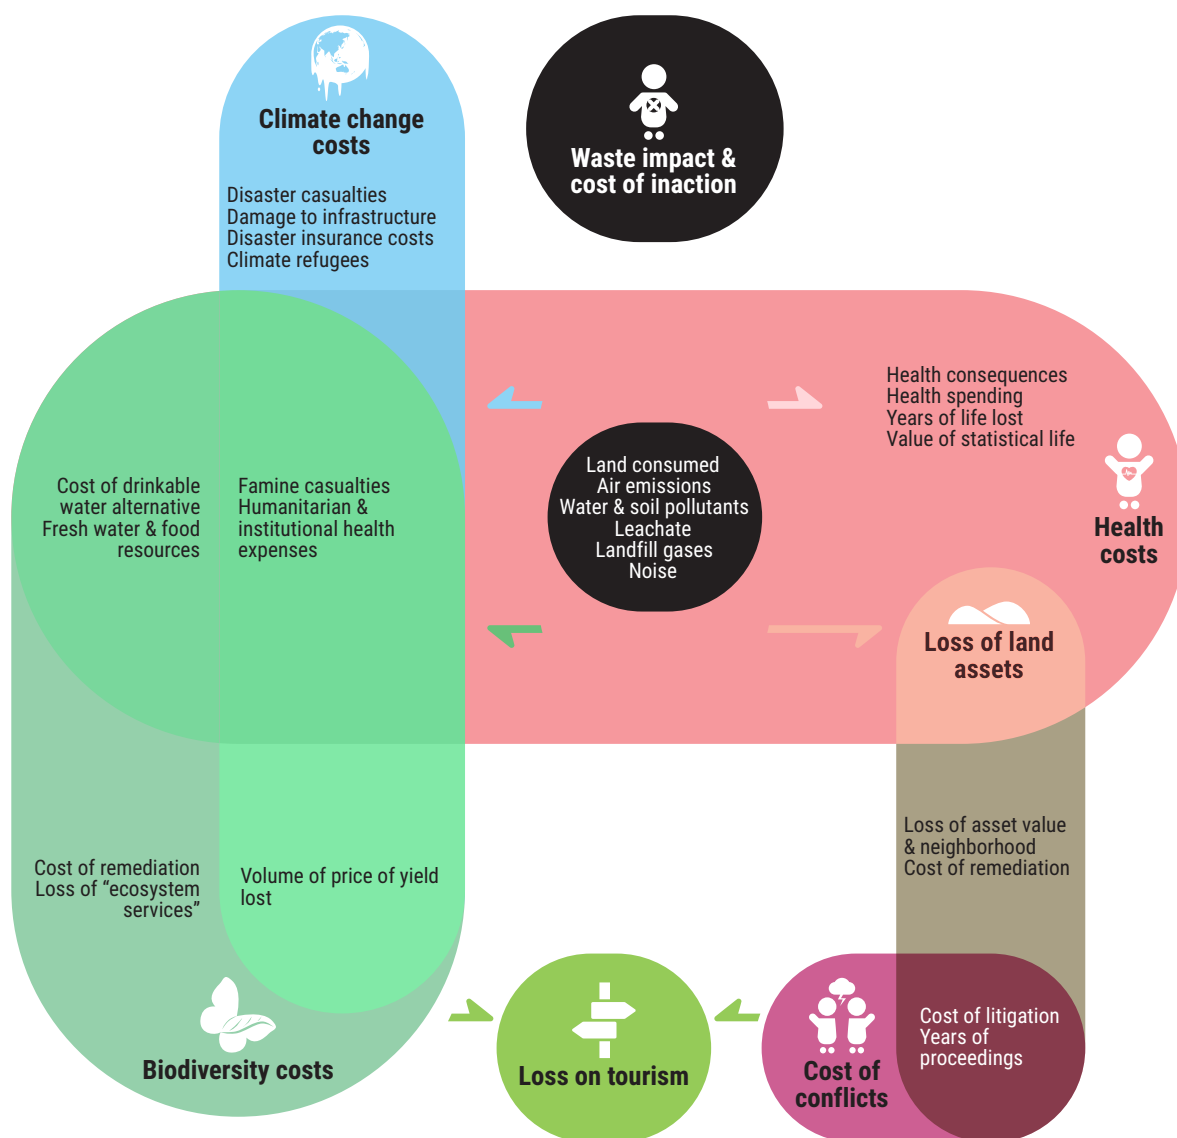 Climate change
costs
Disaster casualties
Damage to infrastructure
Disaster insurance costs
Climate refugees
Waste impact &
cost of inaction
Health consequences
Health spending
Years of life lost
Value of statistical life
Health
costs
Land consumed
Air emissions
Water & soil pollutants
Leachate
Landfill gases
Noise
Cost of drinkable
water alternative
Fresh water & food
resources
Famine casualties
Humanitarian &
institutional health
expenses
Loss of land
assets
Loss of asset value
& neighborhood
Cost of remediation
Cost of remediation
Loss of “ecosystem
services”
Volume of price of yield
lost
Biodiversity costs
Loss on tourism
Cost of
conflicts
Cost of litigation
Years of
proceedings